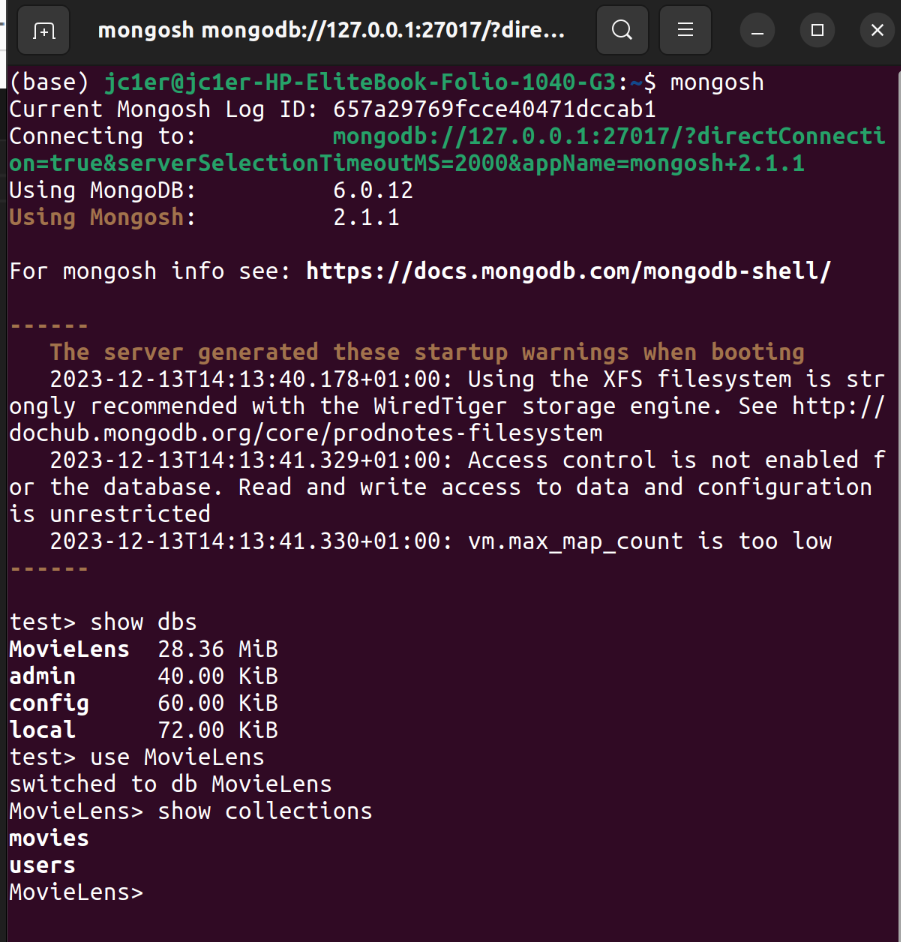 mongosh mongodb://127.0.0.1:27017/?dire...
(base) jc1er@jc1er-HP-EliteBook-Folio-1040-G3:~$ mongosh
Current Mongosh Log ID: 657a29769fcce40471dccab1
Connecting to:          mongodb://127.0.0.1:27017/?directConnecti
on=true&serverSelectionTimeoutMS=2000&appName=mongosh+2.1.1
Using MongoDB:          6.0.12
Using Mongosh:          2.1.1
For mongosh info see: https://docs.mongodb.com/mongodb-shell/
------
   The server generated these startup warnings when booting
   2023-12-13T14:13:40.178+01:00: Using the XFS filesystem is str
ongly recommended with the WiredTiger storage engine. See http://
dochub.mongodb.org/core/prodnotes-filesystem
   2023-12-13T14:13:41.329+01:00: Access control is not enabled f
or the database. Read and write access to data and configuration
is unrestricted
   2023-12-13T14:13:41.330+01:00: vm.max_map_count is too low
------
test> show dbs
MovieLens  28.36 MiB
admin      40.00 KiB
config     60.00 KiB
local      72.00 KiB
test> use MovieLens
switched to db MovieLens
MovieLens> show collections
movies
users
MovieLens>